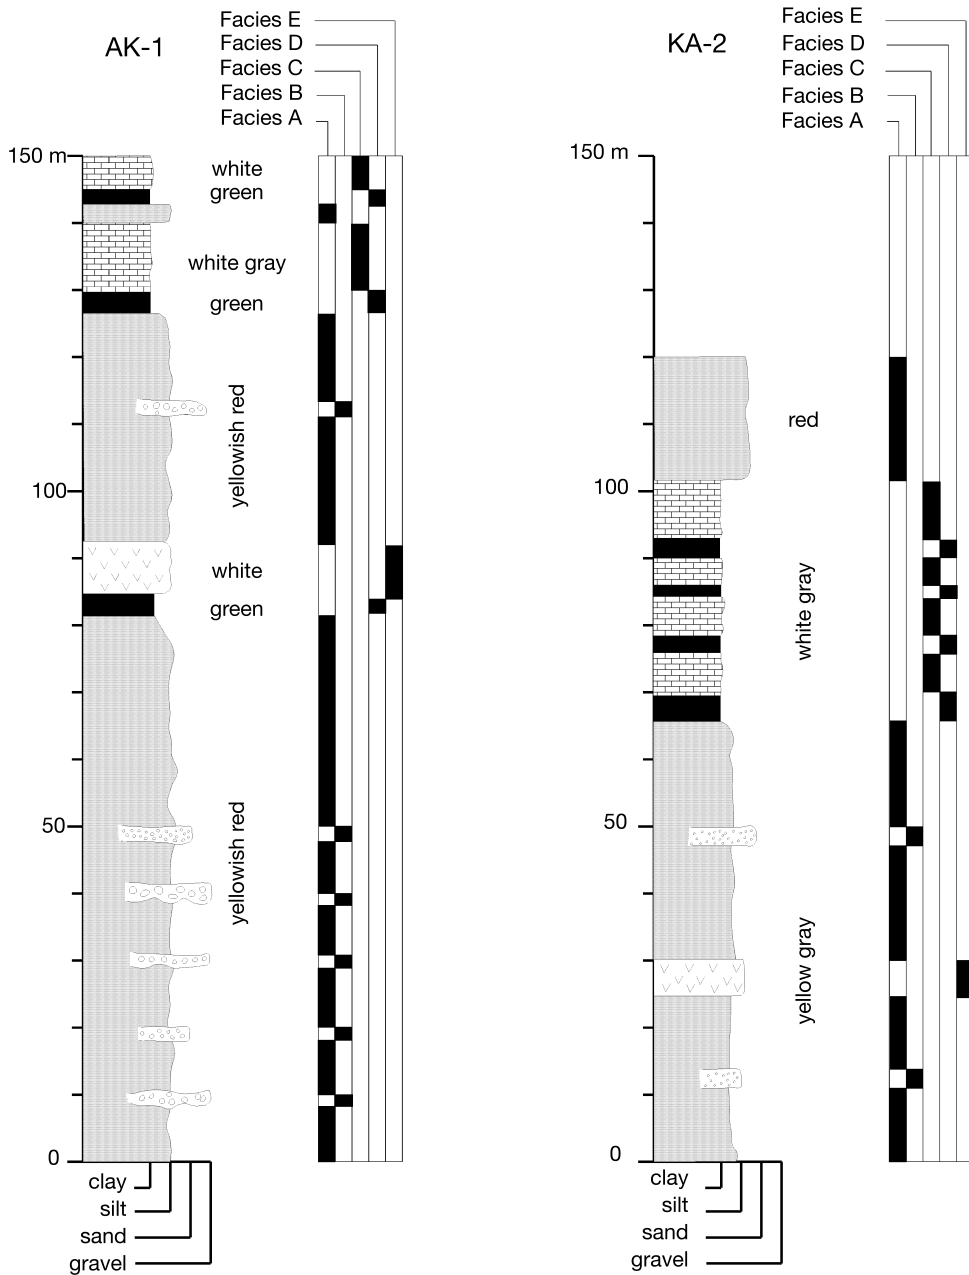 AK-1
Facies E
Facies D
Facies C
Facies B
Facies A
150 m
100
50
0
white
green
white gray
green
yellowish red
white
green
yellowish red
clay
silt
sand
gravel
KA-2
Facies E
Facies D
Facies C
Facies B
Facies A
150 m
100
50
0
red
white gray
yellow gray
clay
silt
sand
gravel